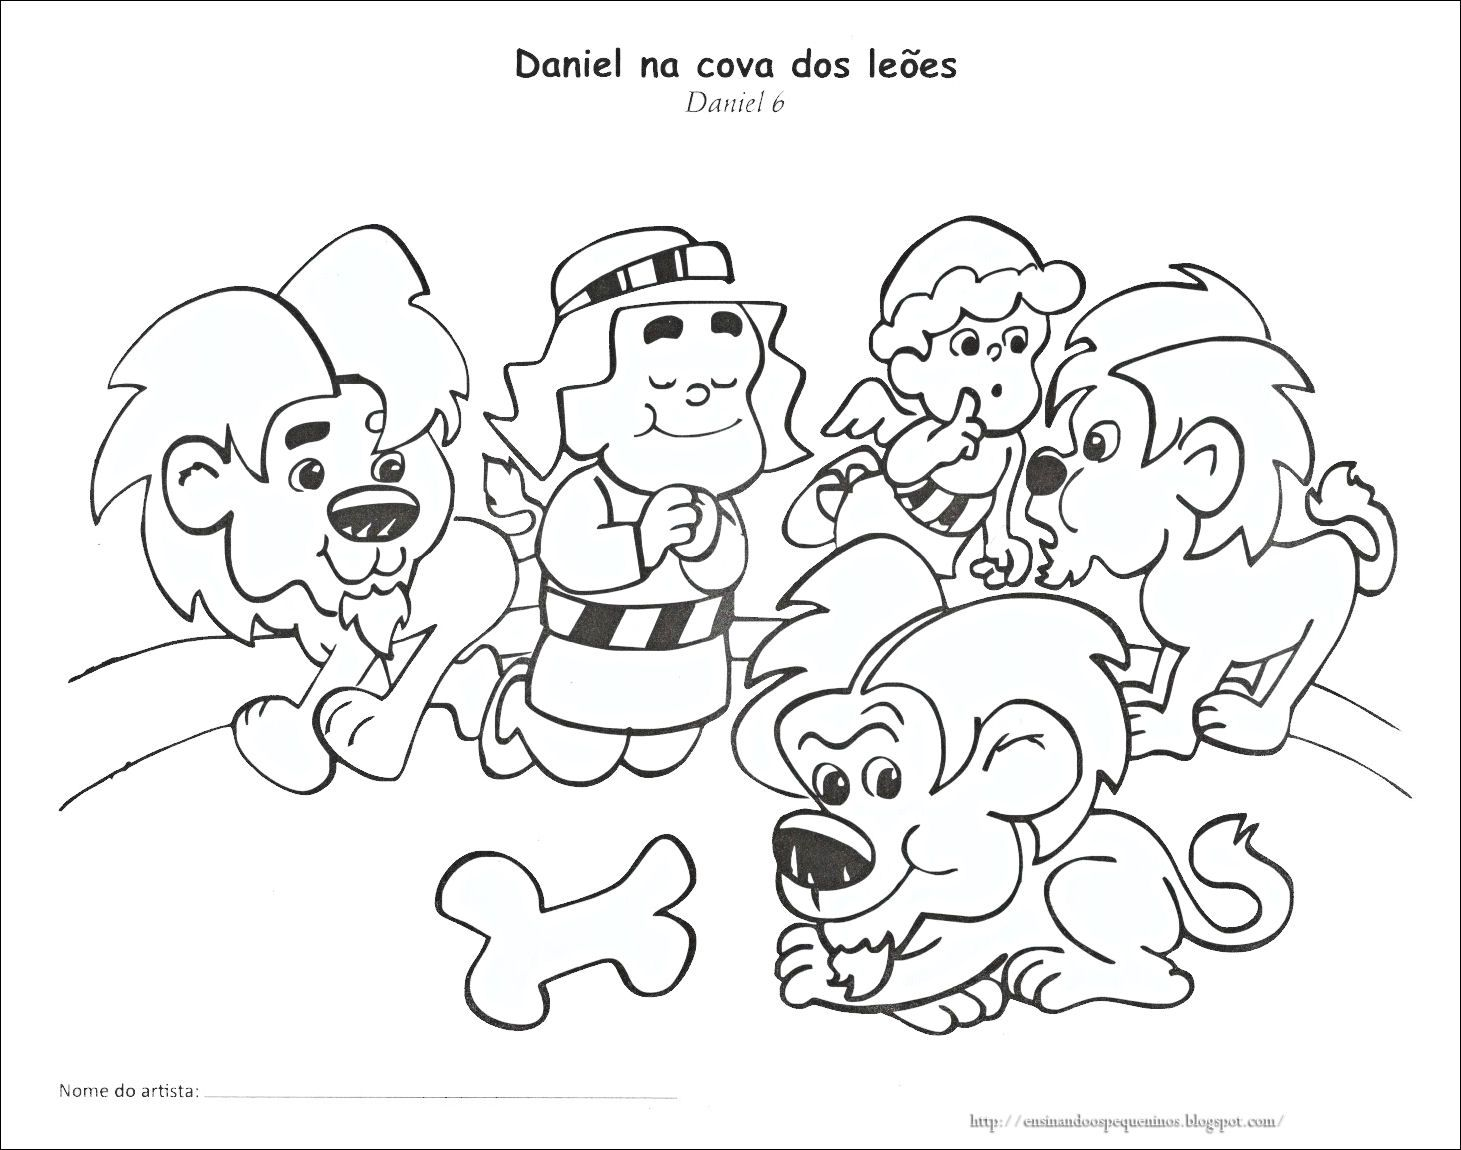 Daniel na cova dos leões
Daniel 6
Nome do artista:
http://ensinandoospequeninos.blogspot.com/